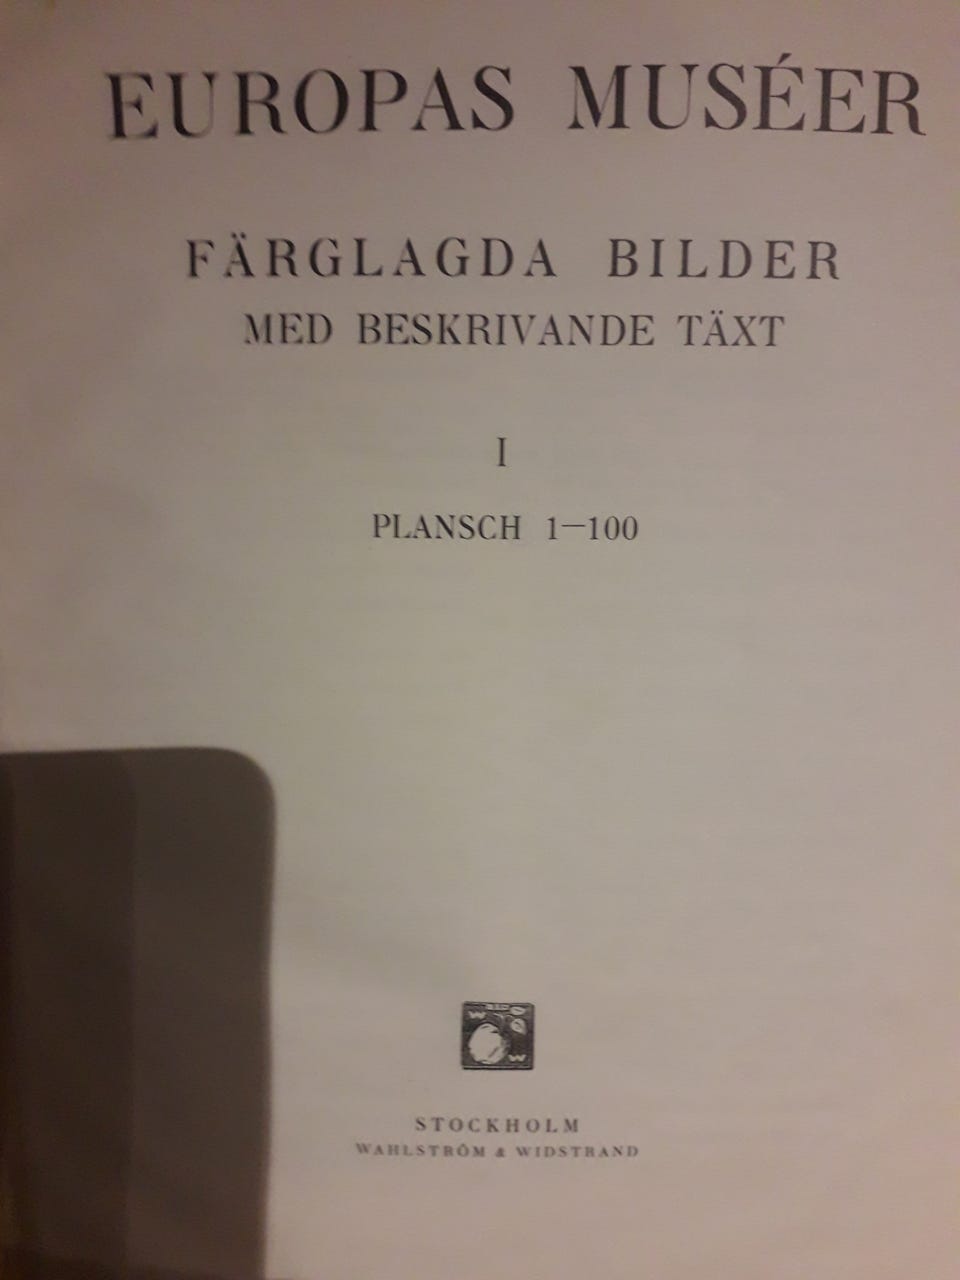 EUROPAS MUSÉER
FÄRGLAGDA BILDER
MED BESKRIVANDE TÄXT
I
PLANSCH 1—100
W
W
STOCKHOLM
WAHLSTRÖM & WIDSTRAND